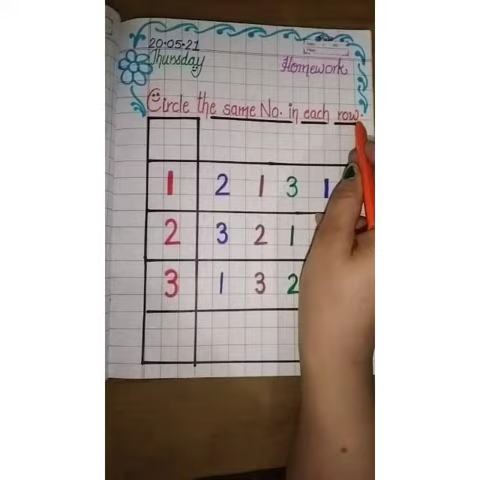 20-05-21
Thursday
Homework
Circle the same No. in each row.
1 2 1 3 1
2 3 2 1
3 1 3 2